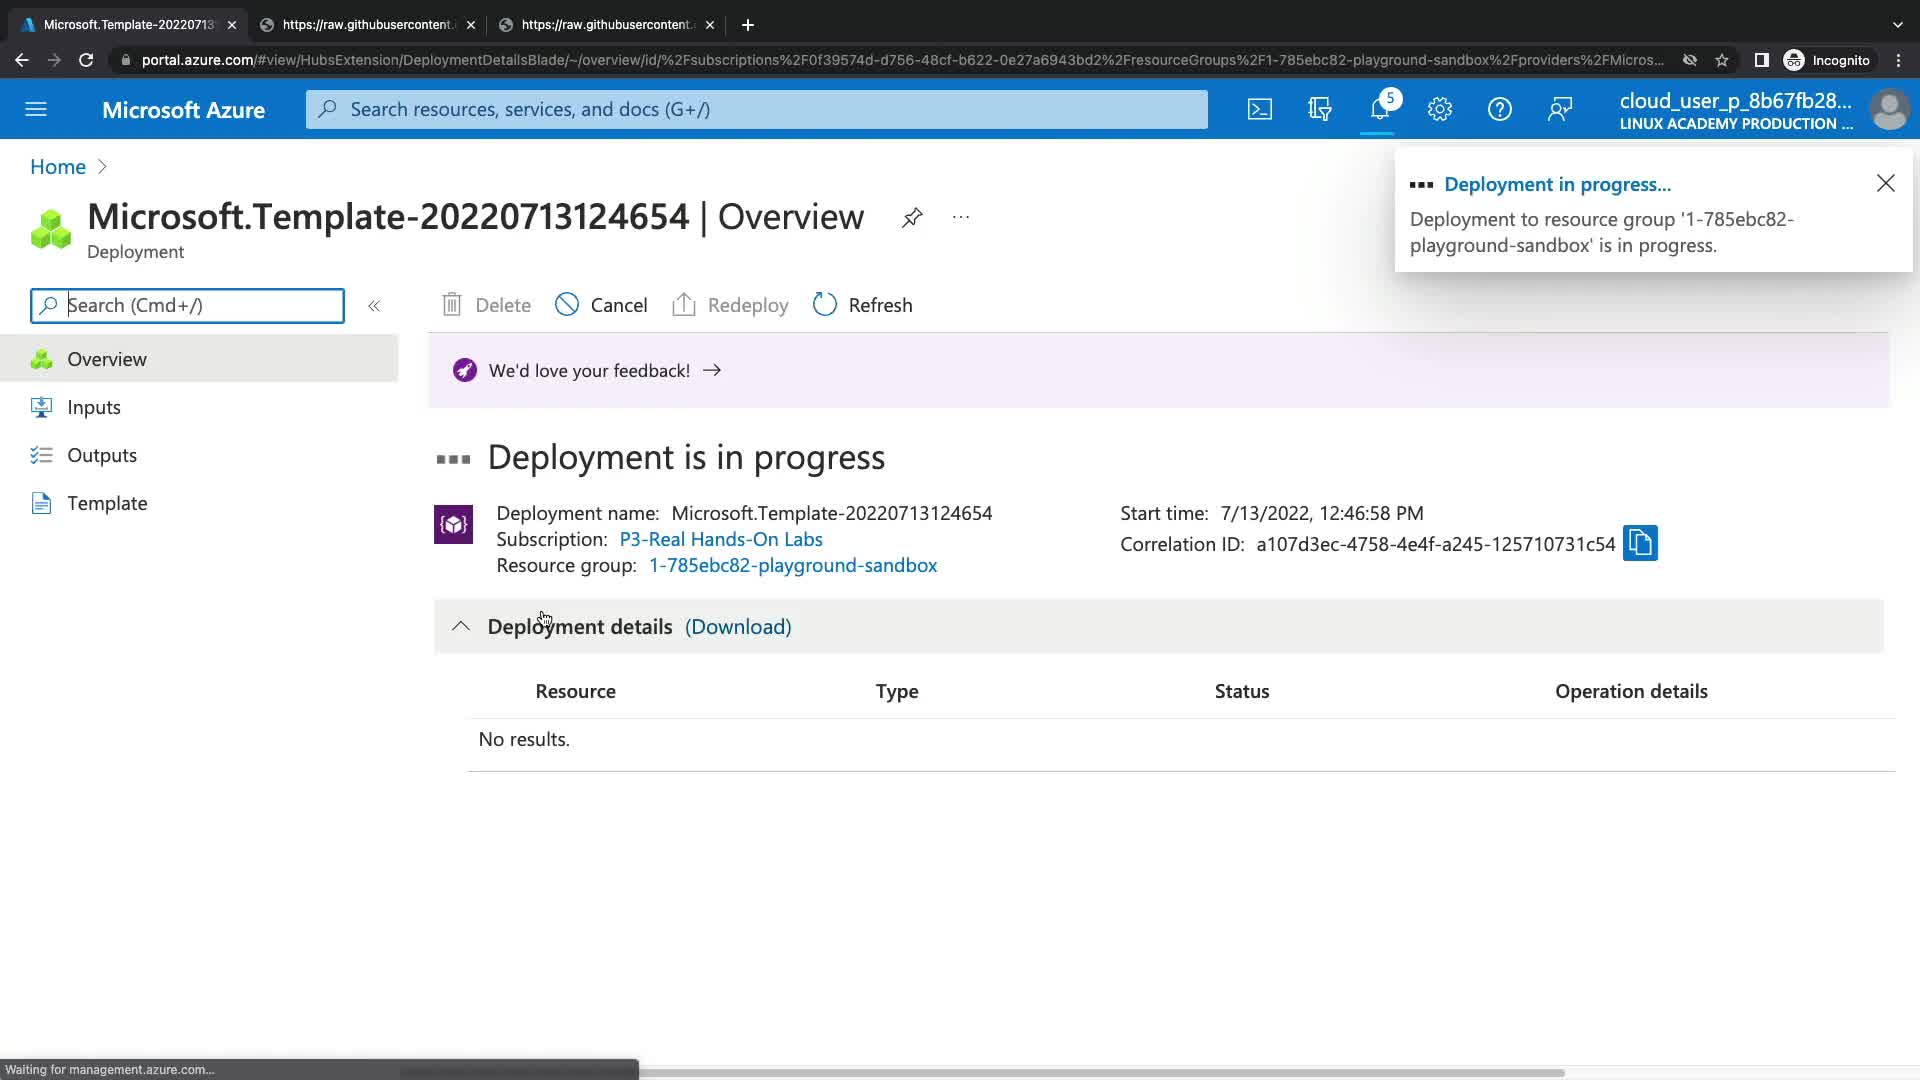 Microsoft.Template-20220713
https://raw.githubusercontent.
https://raw.githubusercontent.
portal.azure.com/#view/HubsExtension/DeploymentDetailsBlade/~/overview/id/%2Fsubscriptions%2F0f39574d-d756-48cf-b622-0e27a6943bd2%2FresourceGroups%2F1-785ebc82-playground-sandbox%2Fproviders%2FMicros...
Incognito
Microsoft Azure
Search resources, services, and docs (G+/)
5
cloud_user_p_8b67fb28...
LINUX ACADEMY PRODUCTION ...
Home
Deployment in progress...
Deployment to resource group '1-785ebc82-
playground-sandbox' is in progress.
Microsoft.Template-20220713124654 | Overview
Deployment
Search (Cmd+/)
Delete
Cancel
Redeploy
Refresh
Overview
Inputs
Outputs
Template
We'd love your feedback! →
Deployment is in progress
Deployment name: Microsoft.Template-20220713124654
Subscription: P3-Real Hands-On Labs
Resource group: 1-785ebc82-playground-sandbox
Start time: 7/13/2022, 12:46:58 PM
Correlation ID: a107d3ec-4758-4e4f-a245-125710731c54
Deployment details (Download)
Resource Type Status Operation details
No results.
Waiting for management.azure.com...